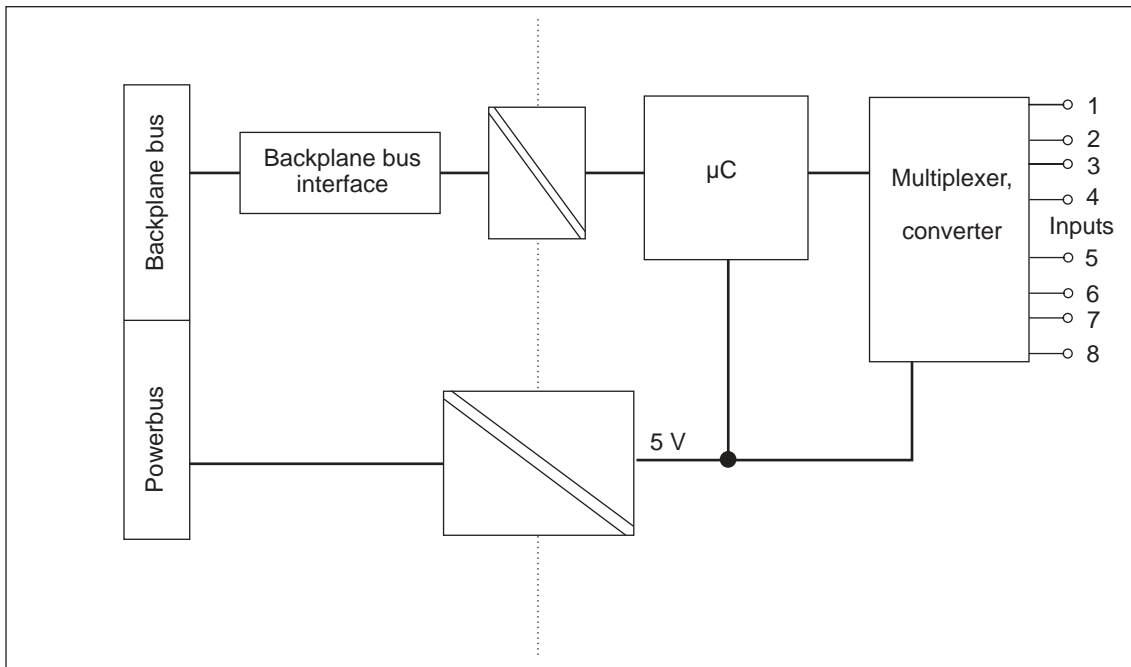 Backplane bus
Powerbus
Backplane bus
interface
µC
Multiplexer,
converter
1
2
3
4
Inputs
5
6
7
8
5 V